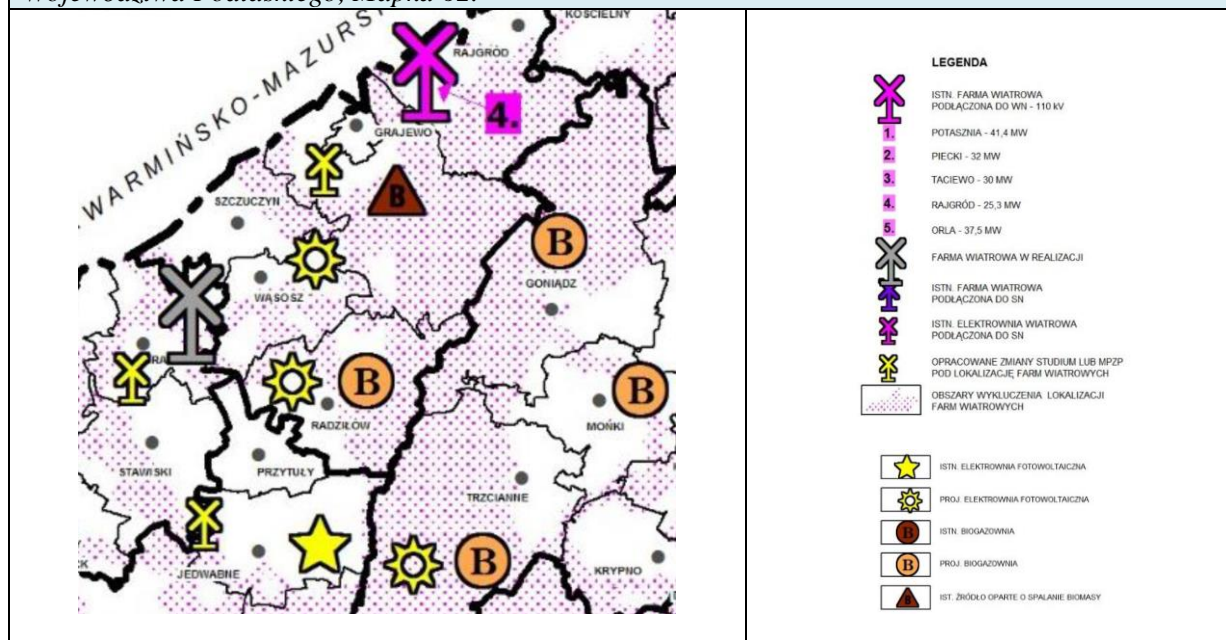 Województwa Podlaskiego, Mapka 02.
WARMIŃSKO-MAZURS
KOŚCIELNY
RAJGRÓD
4.
GRAJEWO
B
SZCZUCZYN
B
GONIĄDZ
WĄSOSZ
RA
B
B
RADZIŁÓW
MOŃKI
STAWISKI
PRZYTUŁY
TRZCIANNE
B
JEDWABNE
KRYPNO
LEGENDA
ISTN. FARMA WIATROWA
PODŁĄCZONA DO WN - 110 kV
1. POTASZNIA - 41,4 MW
2. PIECKI - 32 MW
3. TACIEWO - 30 MW
4. RAJGRÓD - 25,3 MW
5. ORLA - 37,5 MW
FARMA WIATROWA W REALIZACJI
ISTN. FARMA WIATROWA
PODŁĄCZONA DO SN
ISTN. ELEKTROWNIA WIATROWA
PODŁĄCZONA DO SN
OPRACOWANE ZMIANY STUDIUM LUB MPZP
POD LOKALIZACJĘ FARM WIATROWYCH
OBSZARY WYKLUCZENIA LOKALIZACJI
FARM WIATROWYCH
ISTN. ELEKTROWNIA FOTOWOLTAICZNA
PROJ. ELEKTROWNIA FOTOWOLTAICZNA
B ISTN. BIOGAZOWNIA
B PROJ. BIOGAZOWNIA
B IST. ŹRÓDŁO OPARTE O SPALANIE BIOMASY